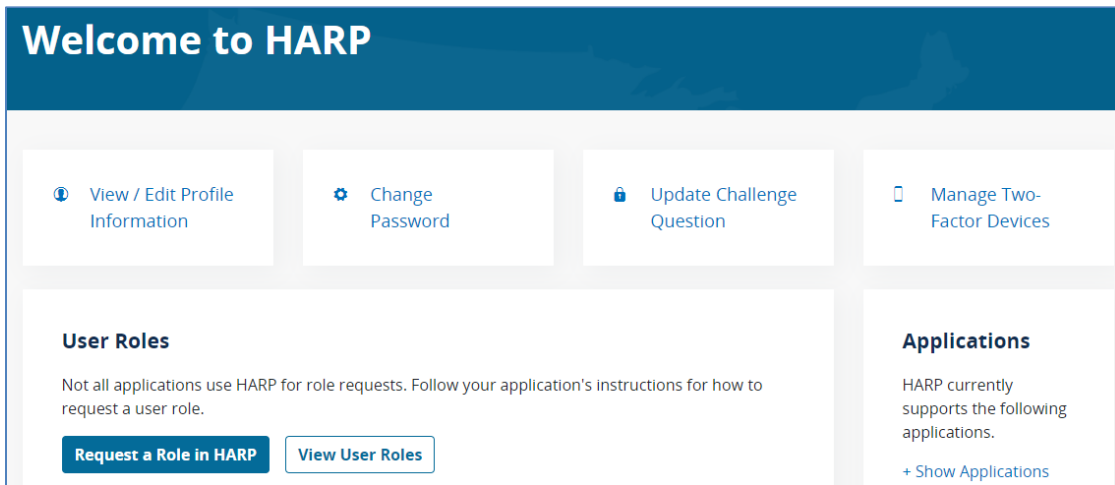 Welcome to HARP
View / Edit Profile
Information
Change
Password
Update Challenge
Question
Manage Two-
Factor Devices
User Roles
Not all applications use HARP for role requests. Follow your application's instructions for how to
request a user role.
Request a Role in HARP
View User Roles
Applications
HARP currently
supports the following
applications.
+ Show Applications